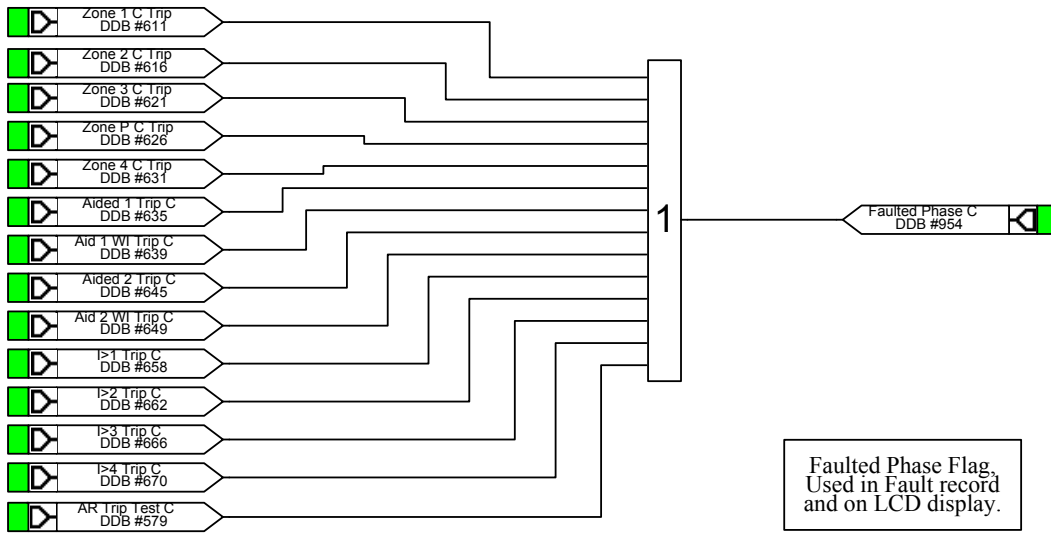 Zone 1 C Trip
DDB #611
Zone 2 C Trip
DDB #616
Zone 3 C Trip
DDB #621
Zone P C Trip
DDB #626
Zone 4 C Trip
DDB #631
Aided 1 Trip C
DDB #635
Aid 1 WI Trip C
DDB #639
Aided 2 Trip C
DDB #645
Aid 2 WI Trip C
DDB #649
I>1 Trip C
DDB #658
I>2 Trip C
DDB #662
I>3 Trip C
DDB #666
I>4 Trip C
DDB #670
AR Trip Test C
DDB #579
1
Faulted Phase C
DDB #954
Faulted Phase Flag,
Used in Fault record
and on LCD display.